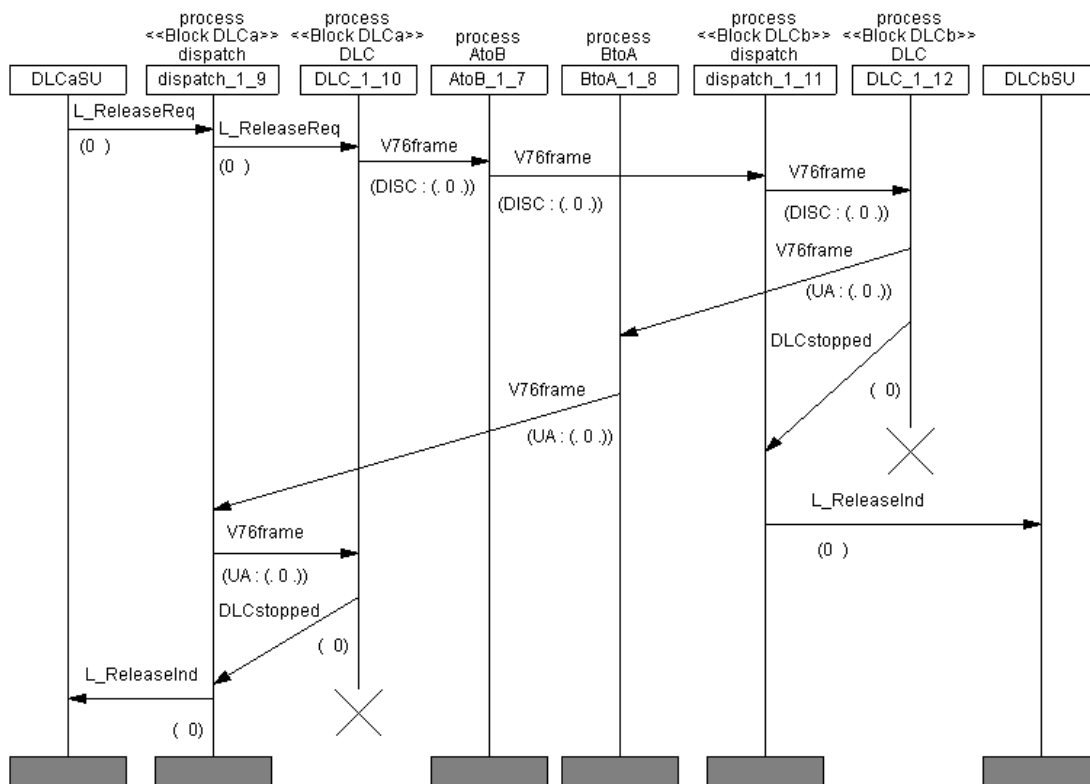 process process process process
<<Block DLCa>> <<Block DLCa>> process process <<Block DLCb>> <<Block DLCb>>
dispatch DLC AtoB BtoA dispatch DLC
DLCaSU dispatch_1_9 DLC_1_10 AtoB_1_7 BtoA_1_8 dispatch_1_11 DLC_1_12 DLCbSU
L_ReleaseReq
(0 )
L_ReleaseReq
(0 )
V76frame
(DISC : (. 0 .))
V76frame
(DISC : (. 0 .))
V76frame
(DISC : (. 0 .))
V76frame
(UA : (. 0 .))
DLCstopped
( 0)
V76frame
(UA : (. 0 .))
L_ReleaseInd
(0 )
V76frame
(UA : (. 0 .))
DLCstopped
( 0)
L_ReleaseInd
( 0)